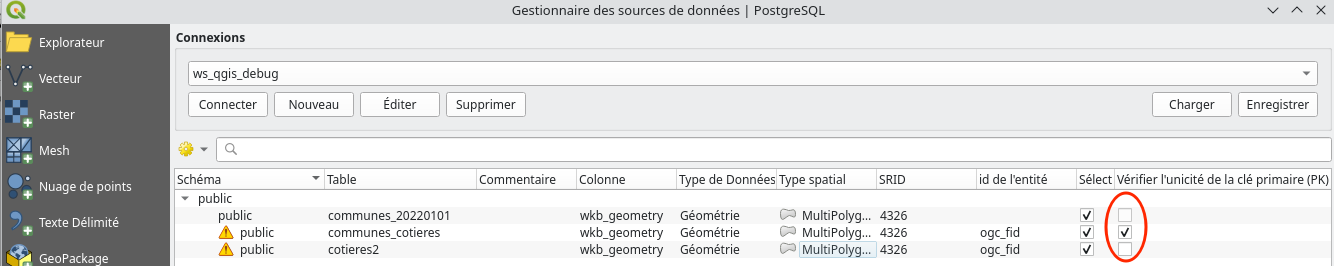 Gestionnaire des sources de données | PostgreSQL
Explorateur
Vecteur
Raster
Mesh
Nuage de points
Texte Délimité
GeoPackage
Connexions
ws_qgis_debug
Connecter Nouveau Éditer Supprimer Charger Enregistrer
Schéma Table Commentaire Colonne Type de Données Type spatial SRID id de l'entité Sélect Vérifier l'unicité de la clé primaire (PK)
public
public communes_20220101 wkb_geometry Géométrie MultiPolyg... 4326
public communes_cotieres wkb_geometry Géométrie MultiPolyg... 4326 ogc_fid
public cotieres2 wkb_geometry Géométrie MultiPolyg... 4326 ogc_fid